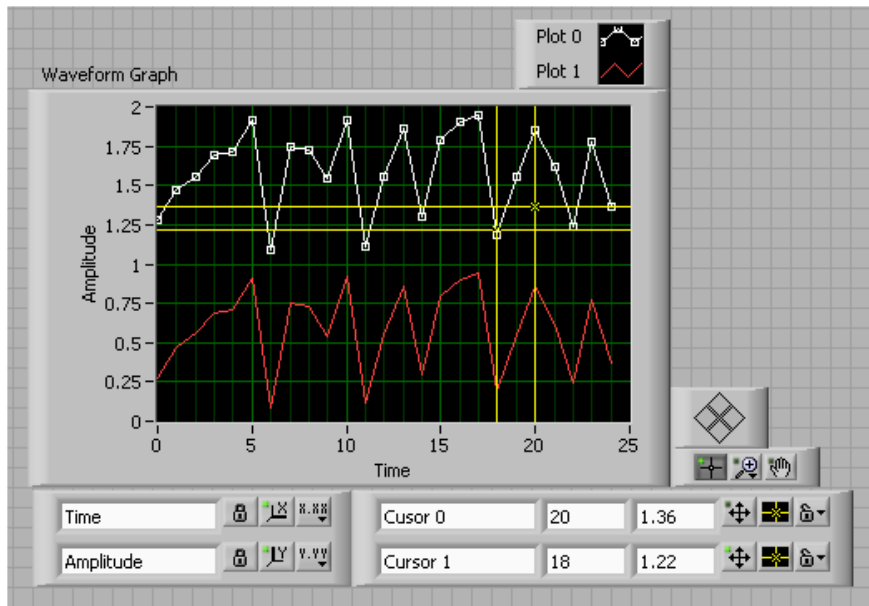 Plot 0
Plot 1
Waveform Graph
2
1.75
1.5
1.25
1
0.75
0.5
0.25
0
Amplitude
0 5 10 15 20 25
Time
Time X X.XX
Amplitude Y Y.YY
Cusor 0 20 1.36
Cursor 1 18 1.22